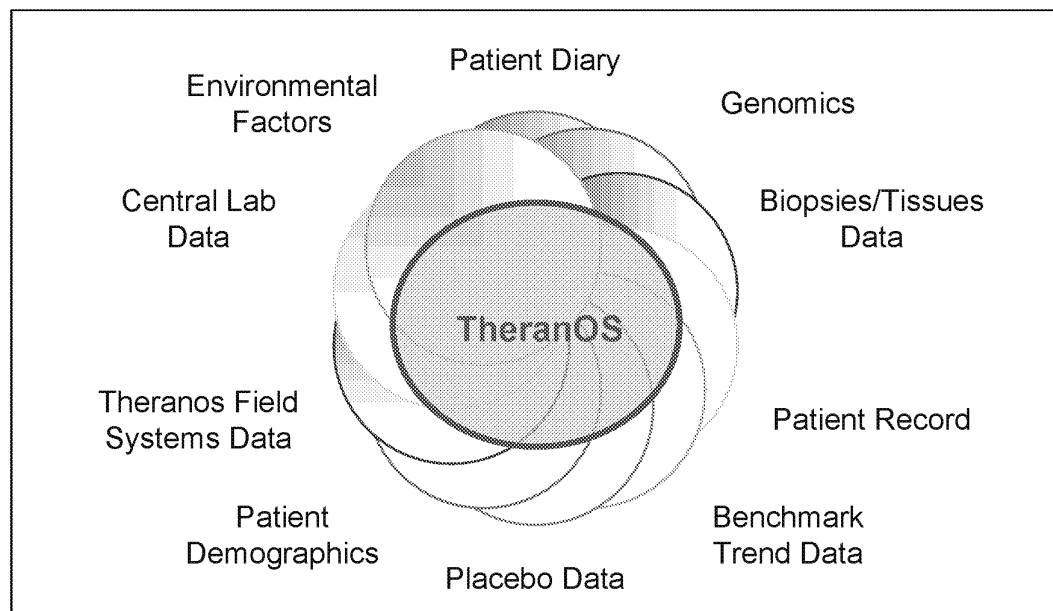 Patient Diary
Environmental
Factors
Genomics
Central Lab
Data
Biopsies/Tissues
Data
TheranOS
Theranos Field
Systems Data
Patient Record
Patient
Demographics
Benchmark
Trend Data
Placebo Data